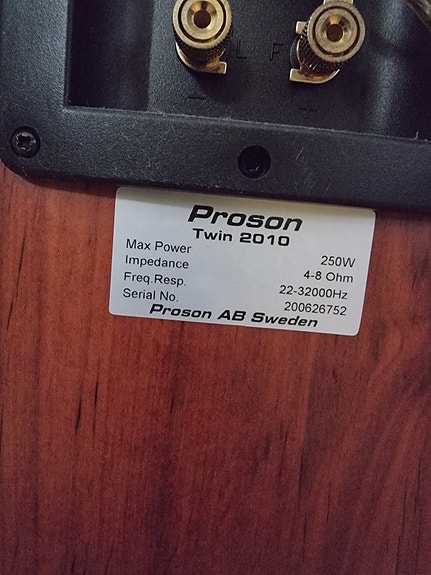 L F
- +
Proson
Twin 2010
Max Power 250W
Impedance 4-8 Ohm
Freq.Resp. 22-32000Hz
Serial No. 200626752
Proson AB Sweden